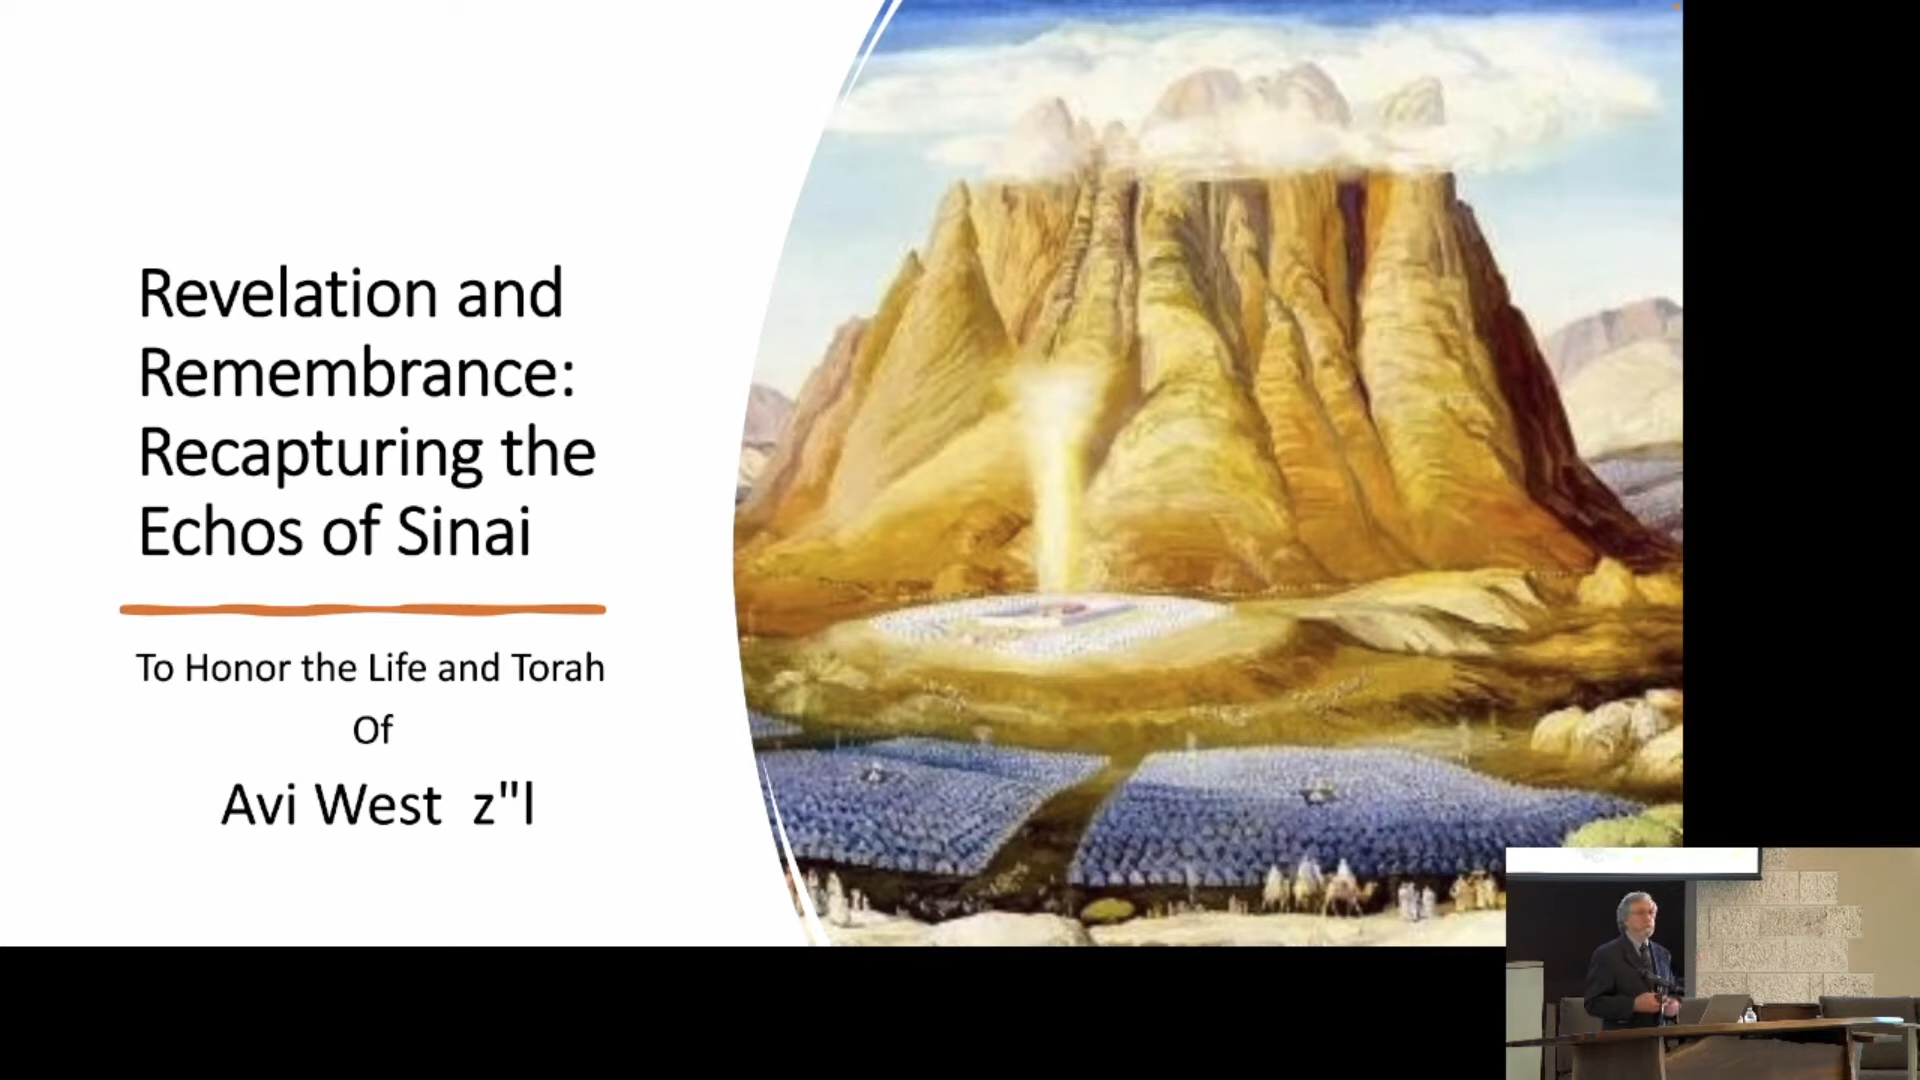 Revelation and
Remembrance:
Recapturing the
Echos of Sinai
To Honor the Life and Torah
Of
Avi West z"l